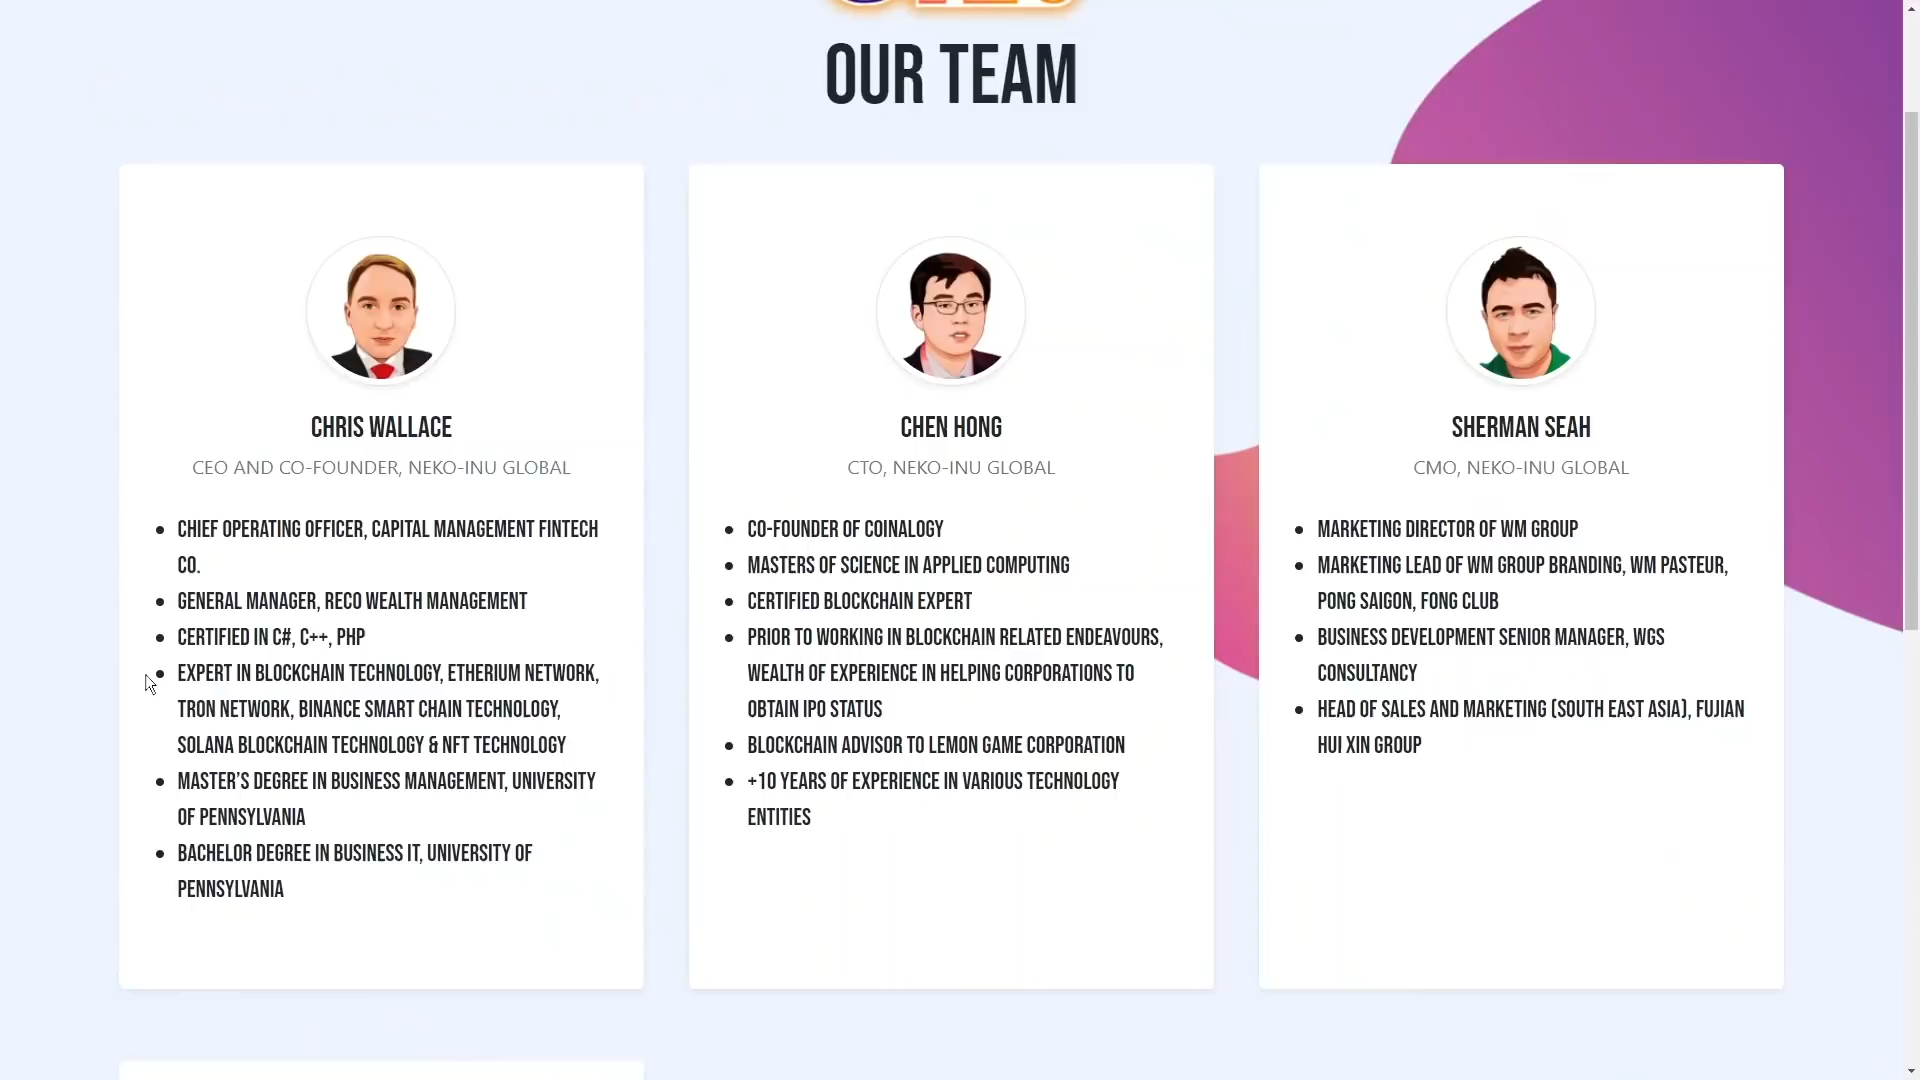 OUR TEAM
CHRIS WALLACE
CEO AND CO-FOUNDER, NEKO-INU GLOBAL
CHIEF OPERATING OFFICER, CAPITAL MANAGEMENT FINTECH
CO.
GENERAL MANAGER, RECO WEALTH MANAGEMENT
CERTIFIED IN C#, C++, PHP
EXPERT IN BLOCKCHAIN TECHNOLOGY, ETHERIUM NETWORK,
TRON NETWORK, BINANCE SMART CHAIN TECHNOLOGY,
SOLANA BLOCKCHAIN TECHNOLOGY & NFT TECHNOLOGY
MASTER'S DEGREE IN BUSINESS MANAGEMENT, UNIVERSITY
OF PENNSYLVANIA
BACHELOR DEGREE IN BUSINESS IT, UNIVERSITY OF
PENNSYLVANIA
CHEN HONG
CTO, NEKO-INU GLOBAL
CO-FOUNDER OF COINALOGY
MASTERS OF SCIENCE IN APPLIED COMPUTING
CERTIFIED BLOCKCHAIN EXPERT
PRIOR TO WORKING IN BLOCKCHAIN RELATED ENDEAVOURS,
WEALTH OF EXPERIENCE IN HELPING CORPORATIONS TO
OBTAIN IPO STATUS
BLOCKCHAIN ADVISOR TO LEMON GAME CORPORATION
+10 YEARS OF EXPERIENCE IN VARIOUS TECHNOLOGY
ENTITIES
SHERMAN SEAH
CMO, NEKO-INU GLOBAL
MARKETING DIRECTOR OF WM GROUP
MARKETING LEAD OF WM GROUP BRANDING, WM PASTEUR,
PONG SAIGON, FONG CLUB
BUSINESS DEVELOPMENT SENIOR MANAGER, WGS
CONSULTANCY
HEAD OF SALES AND MARKETING (SOUTH EAST ASIA), FUJIAN
HUI XIN GROUP